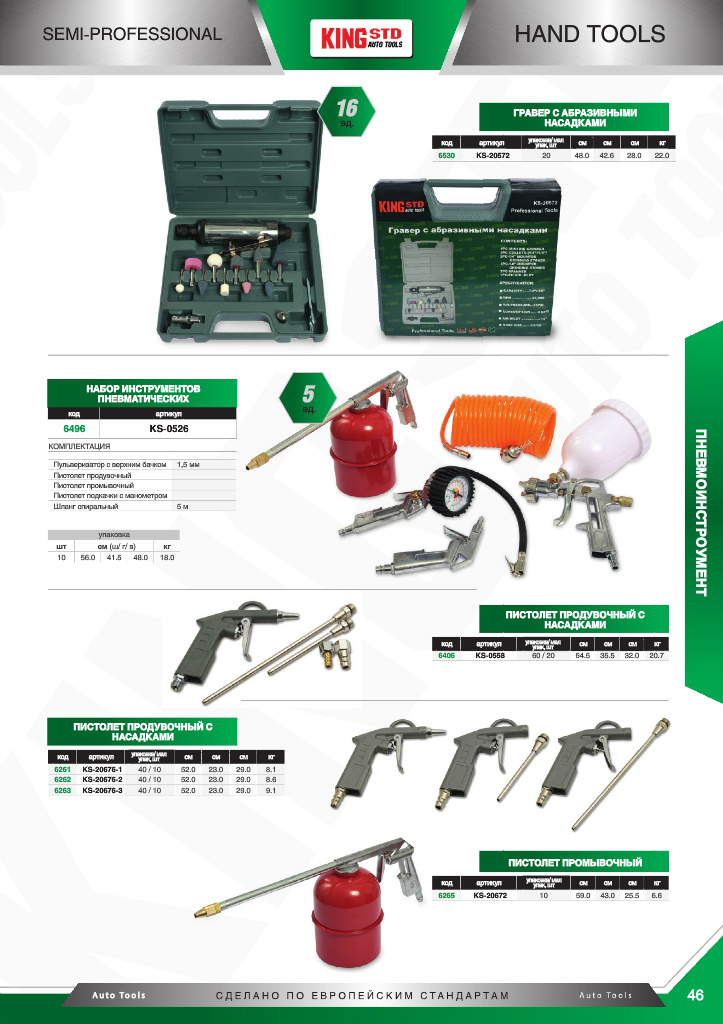 SEMI-PROFESSIONAL
KING STD
AUTO TOOLS
HAND TOOLS
16
ед.
ГРАВЕР С АБРАЗИВНЫМИ
НАСАДКАМИ
код артикул упаковка/мал упак, шт см см см кг
6530 KS-20572 20 48.0 42.6 28.0 22.0
KING STD
AUTO TOOLS
KS-20572
Professional Tools
Гравер с абразивными насадками
CONTENTS:
Professional Tools
НАБОР ИНСТРУМЕНТОВ
ПНЕВМАТИЧЕСКИХ
код артикул
6496 KS-0526
КОМПЛЕКТАЦИЯ
Пульверизатор с верхним бачком 1,5 мм
Пистолет продувочный
Пистолет промывочный
Пистолет подкачки с манометром
Шланг спиральный 5 м
упаковка
шт см (ш/ г/ в) кг
10 56.0 41.5 48.0 18.0
5
ед.
ПНЕВМОИНСТРОУМЕНТ
ПИСТОЛЕТ ПРОДУВОЧНЫЙ С
НАСАДКАМИ
код артикул упаковка/мал упак, шт см см см кг
6406 KS-0558 60 / 20 64.5 35.5 32.0 20.7
ПИСТОЛЕТ ПРОДУВОЧНЫЙ С
НАСАДКАМИ
код артикул упаковка/мал упак, шт см см см кг
6261 KS-20676-1 40 / 10 52.0 23.0 29.0 8.1
6262 KS-20676-2 40 / 10 52.0 23.0 29.0 8.6
6263 KS-20676-3 40 / 10 52.0 23.0 29.0 9.1
ПИСТОЛЕТ ПРОМЫВОЧНЫЙ
код артикул упаковка/мал упак, шт см см см кг
6265 KS-20672 10 59.0 43.0 25.5 6.6
Auto Tools
СДЕЛАНО ПО ЕВРОПЕЙСКИМ СТАНДАРТАМ
Auto Tools
46